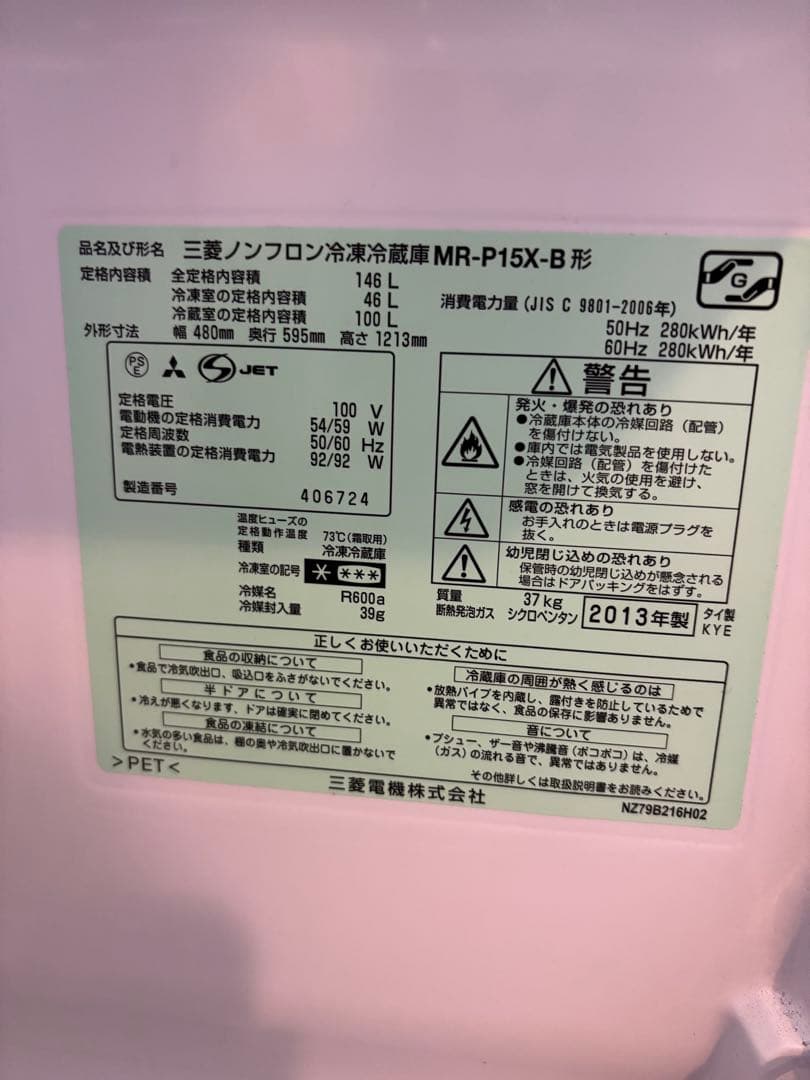 品名及び形名 三菱ノンフロン冷凍冷蔵庫 MR-P15X-B 形
定格内容積 全定格内容積 146 L
冷凍室の定格内容積 46 L
冷蔵室の定格内容積 100 L
外形寸法 幅 480mm 奥行 595mm 高さ 1213mm
G
消費電力量 (JIS C 9801-2006年)
50Hz 280kWh/年
60Hz 280kWh/年
PSE JET
定格電圧 100 V
電動機の定格消費電力 54/59 W
定格周波数 50/60 Hz
電熱装置の定格消費電力 92/92 W
製造番号 406724
温度ヒューズの
定格動作温度 73℃(霜取用)
種類 冷凍冷蔵庫
冷凍室の記号 * ***
冷媒名 R600a
冷媒封入量 39g
警告
発火・爆発の恐れあり
●冷蔵庫本体の冷媒回路(配管)
を傷付けない。
●庫内では電気製品を使用しない。
●冷媒回路(配管)を傷付けた
ときは、火気の使用を避け、
窓を開けて換気する。
感電の恐れあり
お手入れのときは電源プラグを
抜く。
幼児閉じ込めの恐れあり
保管時の幼児閉じ込めが懸念される
場合はドアパッキングをはずす。
質量 37kg
断熱発泡ガス シクロペンタン
2013年製
タイ製
KYE
正しくお使いいただくために
食品の収納について
•食品で冷気吹出口、吸込口をふさがないでください。
半ドアについて
•冷えが悪くなります、ドアは確実に閉めてください。
食品の凍結について
•水気の多い食品は、棚の奥や冷気吹出口に置かないで
ください。
冷蔵庫の周囲が熱く感じるのは
•放熱パイプを内蔵し、露付きを防止しているためで
異常ではなく、食品の保存に影響ありません。
音について
•プシュー、ザー音や沸騰音(ポコポコ)は、冷媒
(ガス)の流れる音で、異常ではありません。
その他詳しくは取扱説明書をお読みください。
>PET<
三菱電機株式会社
NZ79B216H02